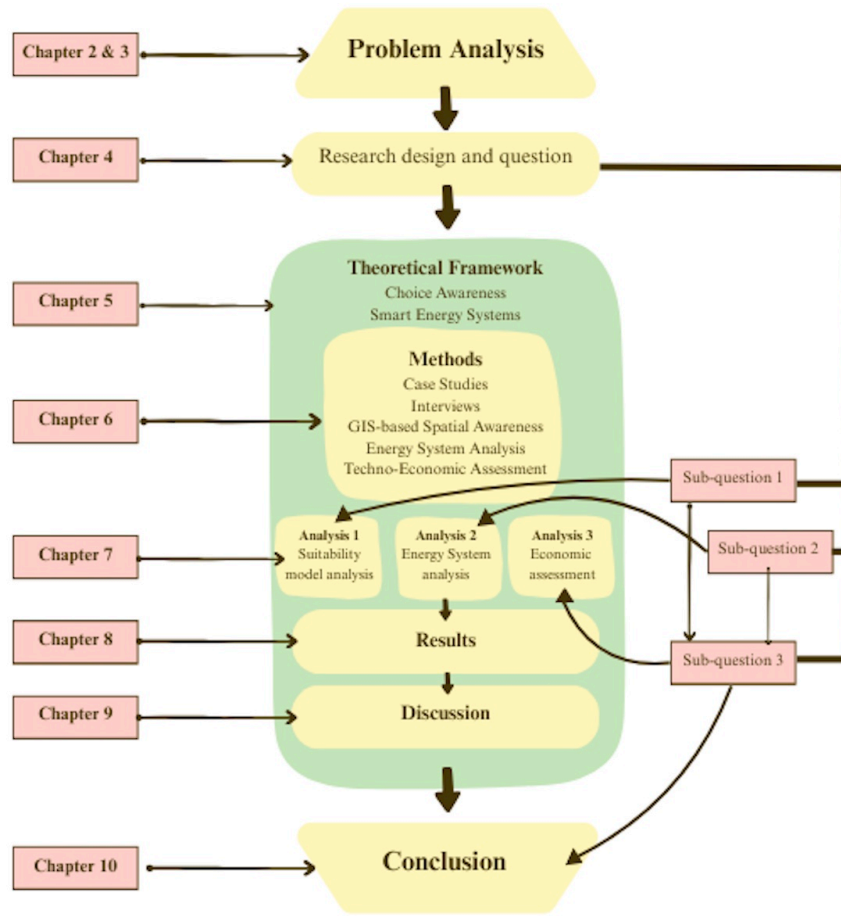 Chapter 2 & 3
Problem Analysis
Chapter 4
Research design and question
Chapter 5
Theoretical Framework
Choice Awareness
Smart Energy Systems
Chapter 6
Methods
Case Studies
Interviews
GIS-based Spatial Awareness
Energy System Analysis
Techno-Economic Assessment
Sub-question 1
Sub-question 2
Sub-question 3
Chapter 7
Analysis 1
Suitability
model analysis
Analysis 2
Energy System
analysis
Analysis 3
Economic
assessment
Chapter 8
Results
Chapter 9
Discussion
Chapter 10
Conclusion